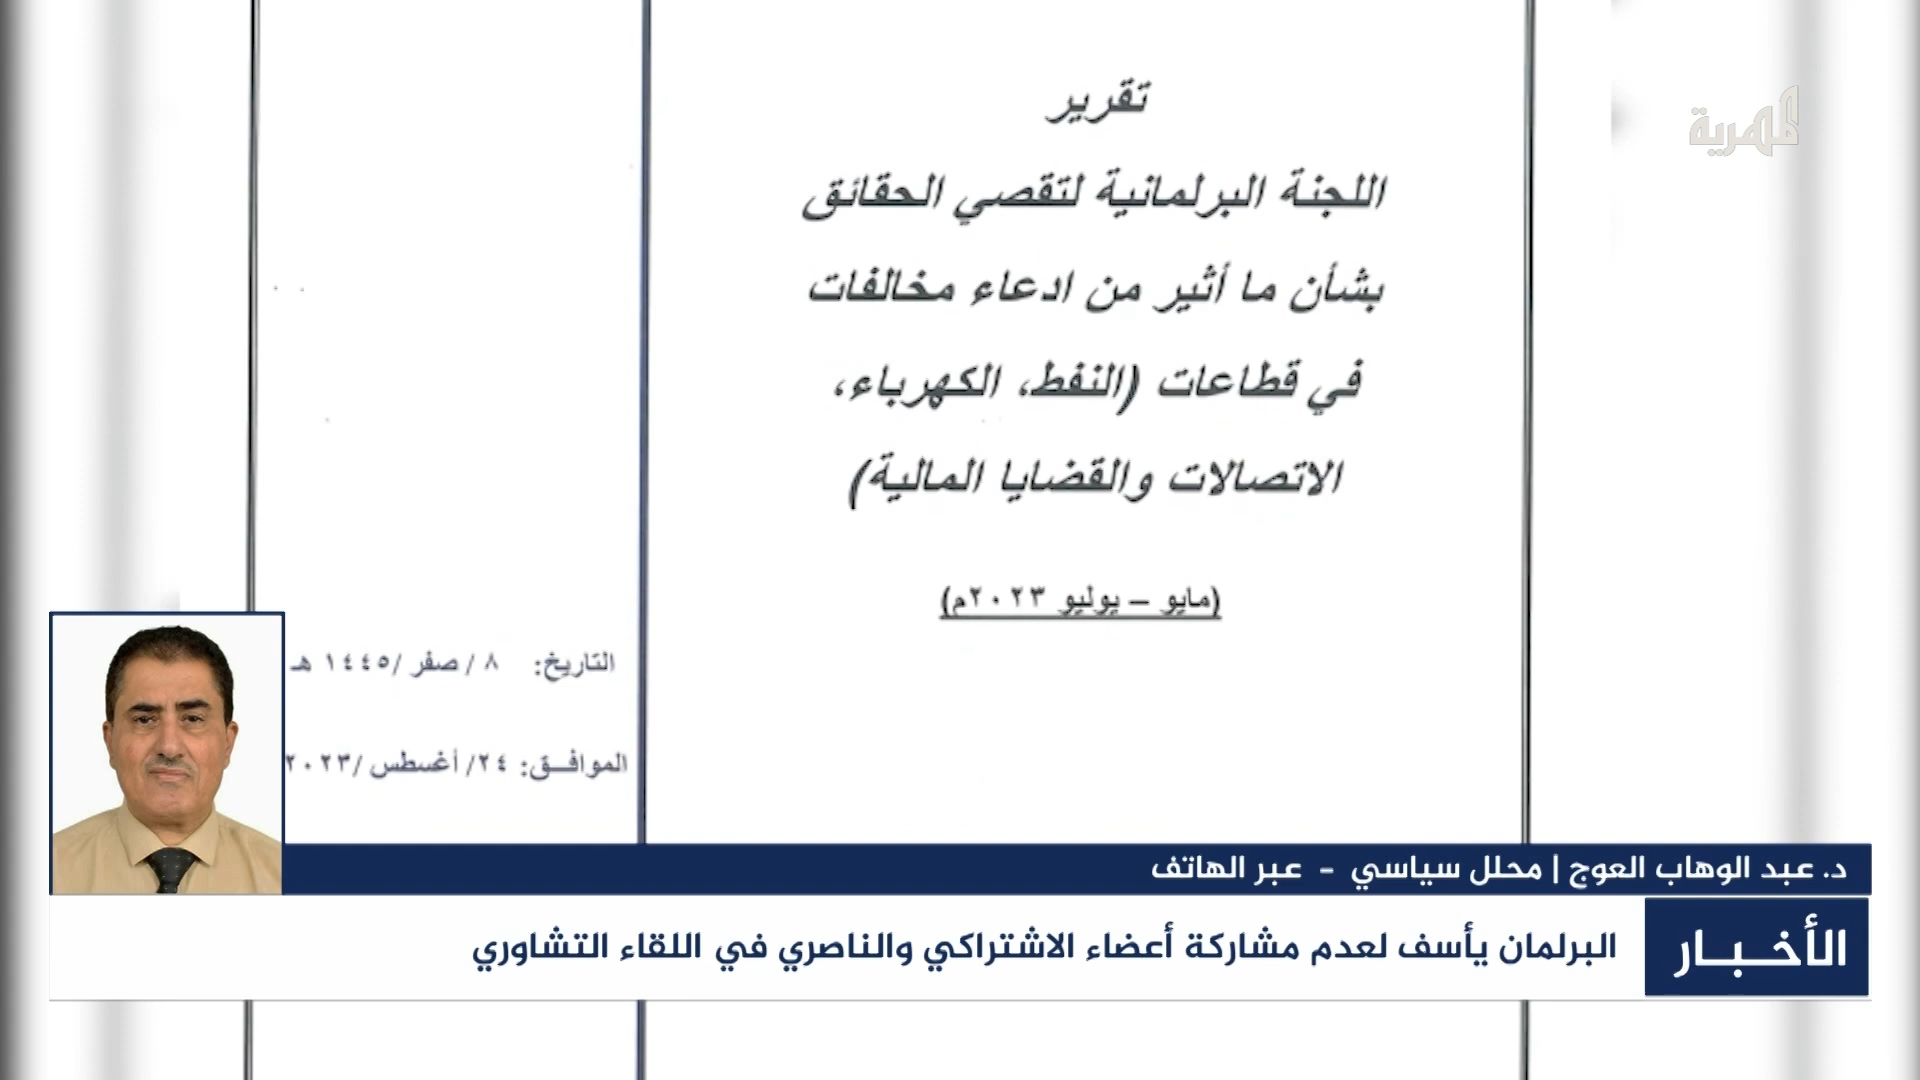 المهرية
تقرير
اللجنة البرلمانية لتقصي الحقائق
بشأن ما أثير من ادعاء مخالفات
في قطاعات (النفط، الكهرباء،
الاتصالات والقضايا المالية)
(مايو – يوليو ٢٠٢٣م)
التاريخ: ٨ / صفر /١٤٤٥ هـ
الموافـق: ٢٤/ أغسطس /٢٠٢٣
د. عبد الوهاب العوج | محلل سياسي - عبر الهاتف
الأخـبـار
البرلمان يأسف لعدم مشاركة أعضاء الاشتراكي والناصري في اللقاء التشاوري